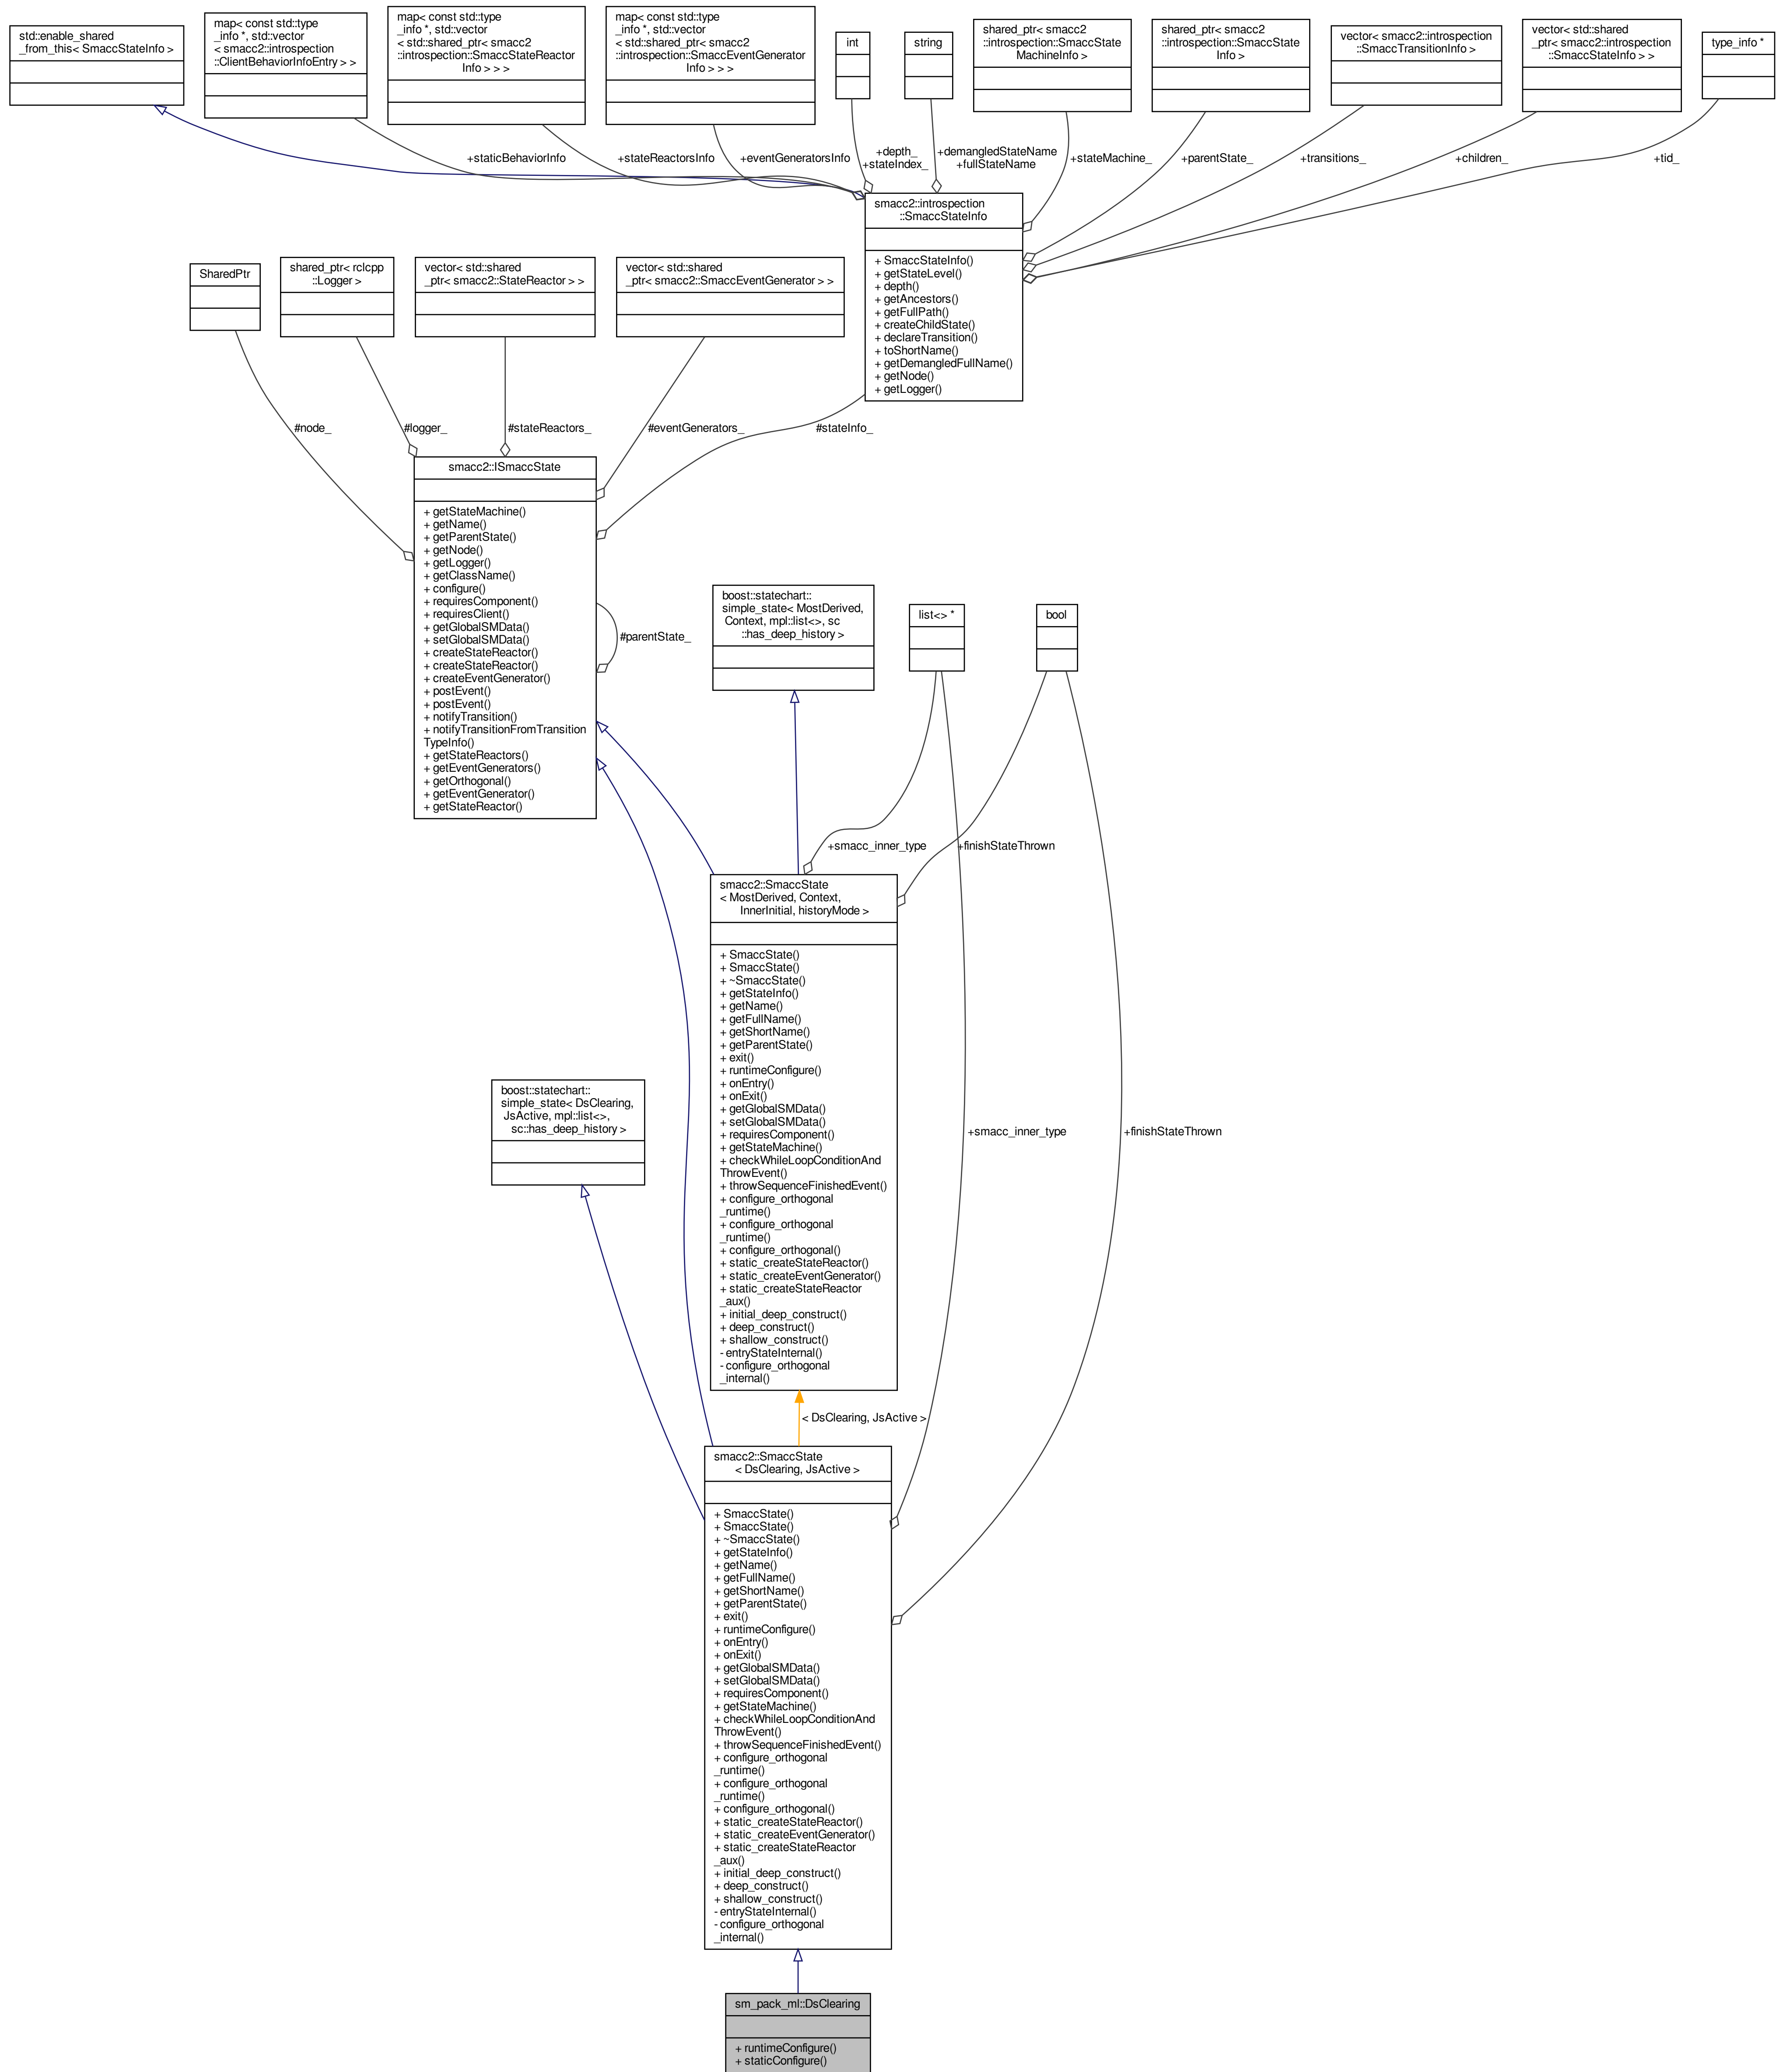 std::enable_shared
_from_this< SmaccStateInfo >
map< const std::type
_info *, std::vector
< smacc2::introspection
::ClientBehaviorInfoEntry > >
map< const std::type
_info *, std::vector
< std::shared_ptr< smacc2
::introspection::SmaccStateReactor
Info > > >
map< const std::type
_info *, std::vector
< std::shared_ptr< smacc2
::introspection::SmaccEventGenerator
Info > > >
int
string
shared_ptr< smacc2
::introspection::SmaccState
MachineInfo >
shared_ptr< smacc2
::introspection::SmaccState
Info >
vector< smacc2::introspection
::SmaccTransitionInfo >
vector< std::shared
_ptr< smacc2::introspection
::SmaccStateInfo > >
type_info *
+staticBehaviorInfo
+stateReactorsInfo
+eventGeneratorsInfo
+depth_
+stateIndex_
+demangledStateName
+fullStateName
+stateMachine_
+parentState_
+transitions_
+children_
+tid_
smacc2::introspection
::SmaccStateInfo
+ SmaccStateInfo()
+ getStateLevel()
+ depth()
+ getAncestors()
+ getFullPath()
+ createChildState()
+ declareTransition()
+ toShortName()
+ getDemangledFullName()
+ getNode()
+ getLogger()
SharedPtr
shared_ptr< rclcpp
::Logger >
vector< std::shared
_ptr< smacc2::StateReactor > >
vector< std::shared
_ptr< smacc2::SmaccEventGenerator > >
#node_
#logger_
#stateReactors_
#eventGenerators_
#stateInfo_
smacc2::ISmaccState
+ getStateMachine()
+ getName()
+ getParentState()
+ getNode()
+ getLogger()
+ getClassName()
+ configure()
+ requiresComponent()
+ requiresClient()
+ getGlobalSMData()
+ setGlobalSMData()
+ createStateReactor()
+ createStateReactor()
+ createEventGenerator()
+ postEvent()
+ postEvent()
+ notifyTransition()
+ notifyTransitionFromTransition
TypeInfo()
+ getStateReactors()
+ getEventGenerators()
+ getOrthogonal()
+ getEventGenerator()
+ getStateReactor()
#parentState_
boost::statechart::
simple_state< MostDerived,
Context, mpl::list<>, sc
::has_deep_history >
list<> *
bool
+smacc_inner_type
+finishStateThrown
smacc2::SmaccState
< MostDerived, Context,
InnerInitial, historyMode >
+ SmaccState()
+ SmaccState()
+ ~SmaccState()
+ getStateInfo()
+ getName()
+ getFullName()
+ getShortName()
+ getParentState()
+ exit()
+ runtimeConfigure()
+ onEntry()
+ onExit()
+ getGlobalSMData()
+ setGlobalSMData()
+ requiresComponent()
+ getStateMachine()
+ checkWhileLoopConditionAnd
ThrowEvent()
+ throwSequenceFinishedEvent()
+ configure_orthogonal
_runtime()
+ configure_orthogonal
_runtime()
+ configure_orthogonal()
+ static_createStateReactor()
+ static_createEventGenerator()
+ static_createStateReactor
_aux()
+ initial_deep_construct()
+ deep_construct()
+ shallow_construct()
- entryStateInternal()
- configure_orthogonal
_internal()
boost::statechart::
simple_state< DsClearing,
JsActive, mpl::list<>,
sc::has_deep_history >
+smacc_inner_type
+finishStateThrown
< DsClearing, JsActive >
smacc2::SmaccState
< DsClearing, JsActive >
+ SmaccState()
+ SmaccState()
+ ~SmaccState()
+ getStateInfo()
+ getName()
+ getFullName()
+ getShortName()
+ getParentState()
+ exit()
+ runtimeConfigure()
+ onEntry()
+ onExit()
+ getGlobalSMData()
+ setGlobalSMData()
+ requiresComponent()
+ getStateMachine()
+ checkWhileLoopConditionAnd
ThrowEvent()
+ throwSequenceFinishedEvent()
+ configure_orthogonal
_runtime()
+ configure_orthogonal
_runtime()
+ configure_orthogonal()
+ static_createStateReactor()
+ static_createEventGenerator()
+ static_createStateReactor
_aux()
+ initial_deep_construct()
+ deep_construct()
+ shallow_construct()
- entryStateInternal()
- configure_orthogonal
_internal()
sm_pack_ml::DsClearing
+ runtimeConfigure()
+ staticConfigure()